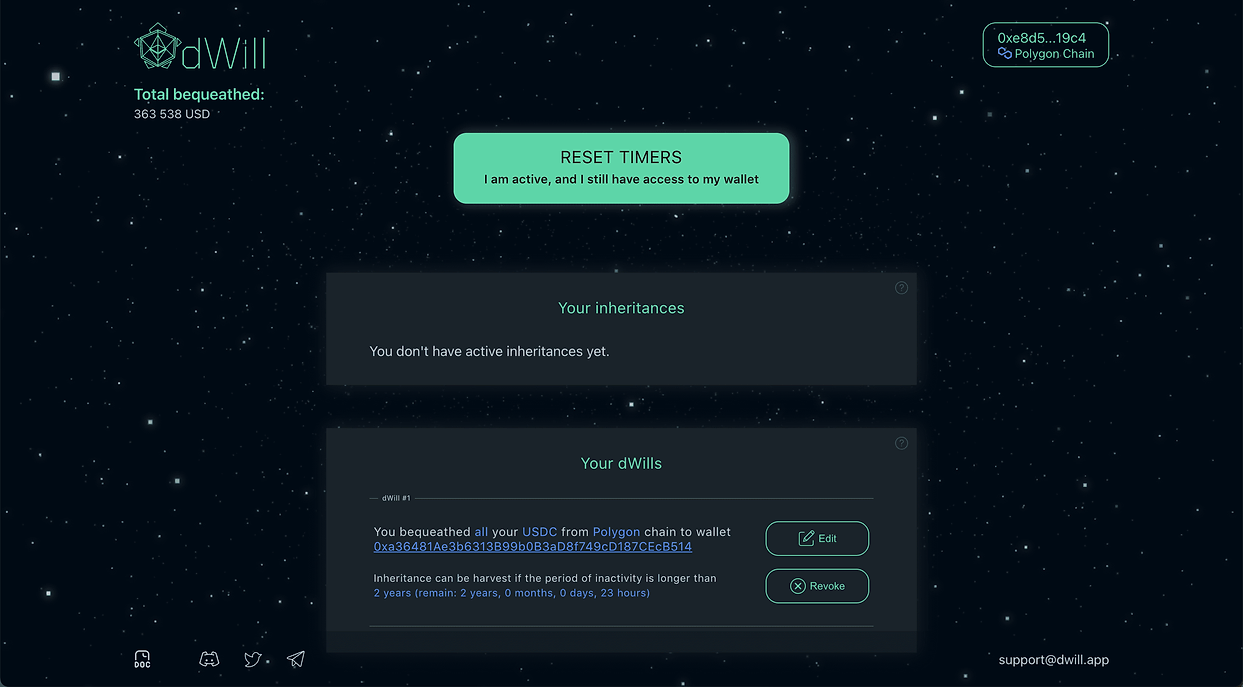 dWill
0xe8d5...19c4
Polygon Chain
Total bequeathed:
363 538 USD
RESET TIMERS
I am active, and I still have access to my wallet
?
Your inheritances
You don't have active inheritances yet.
?
Your dWills
dWill #1
You bequeathed all your USDC from Polygon chain to wallet
0xa36481Ae3b6313B99b0B3aD8f749cD187CEcB514
Edit
Inheritance can be harvest if the period of inactivity is longer than
2 years (remain: 2 years, 0 months, 0 days, 23 hours)
Revoke
DOC
support@dwill.app